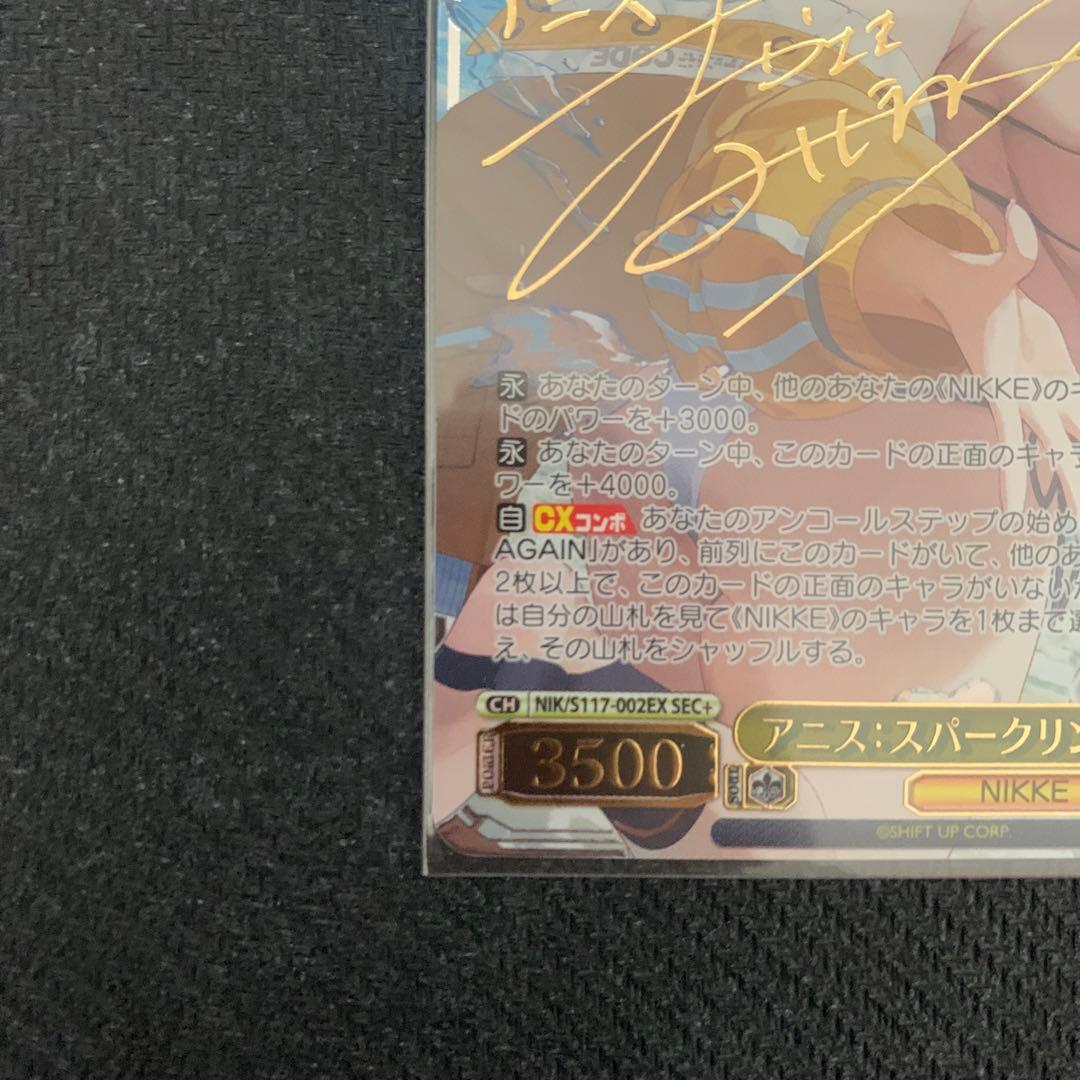 アニス
CODE
永 あなたのターン中、他のあなたの《NIKKE》のキ
ドのパワーを+3000。
永 あなたのターン中、このカードの正面のキャラ
ワーを+4000。
自 CXコンボ あなたのアンコールステップの始め
AGAIN」があり、前列にこのカードがいて、他のあ
2枚以上で、このカードの正面のキャラがいないな
は自分の山札を見て《NIKKE》のキャラを1枚まで選
え、その山札をシャッフルする。
CH NIK/S117-002EX SEC+
POWER 3500
アニス:スパークリン
SOUL
NIKKE
©SHIFT UP CORP.